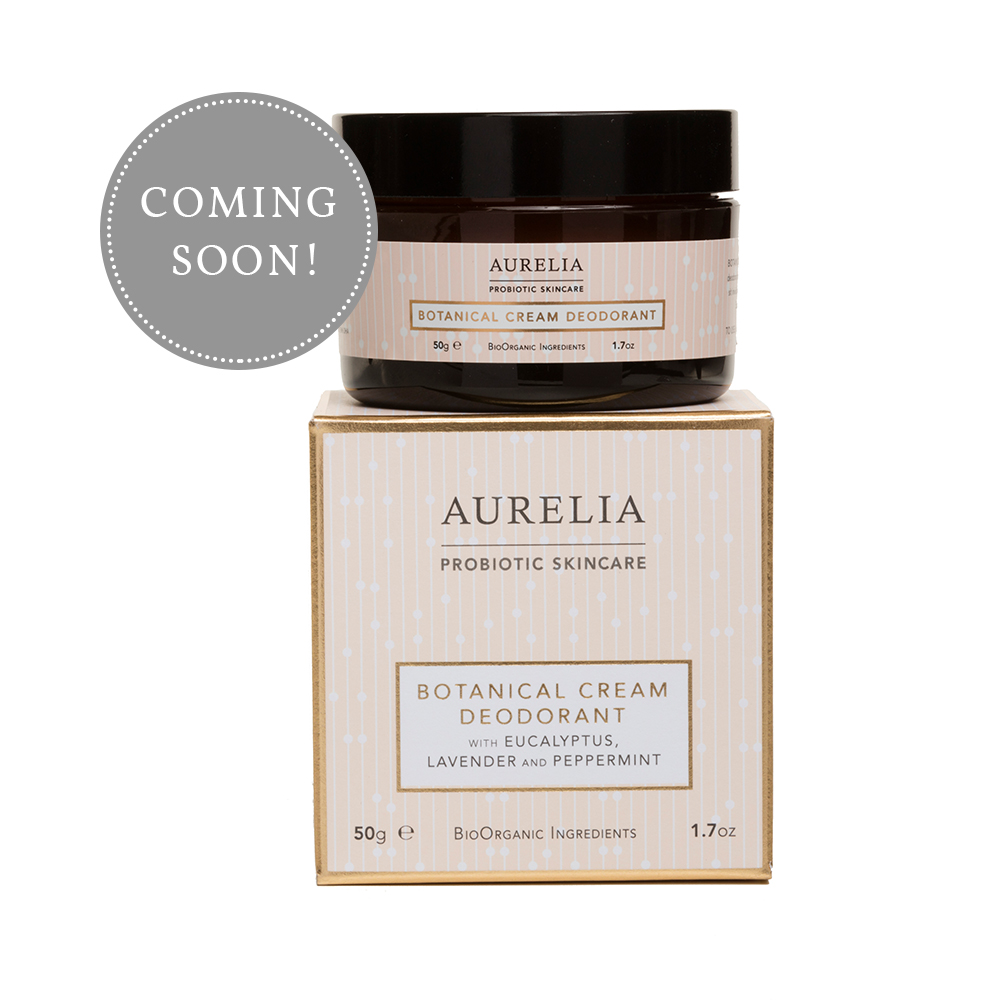 COMING
SOON!
AURELIA
PROBIOTIC SKINCARE
BOTANICAL CREAM DEODORANT
50g e BIOORGANIC INGREDIENTS 1.7oz
AURELIA
PROBIOTIC SKINCARE
BOTANICAL CREAM
DEODORANT
WITH EUCALYPTUS,
LAVENDER AND PEPPERMINT
50g e BIOORGANIC INGREDIENTS 1.7oz